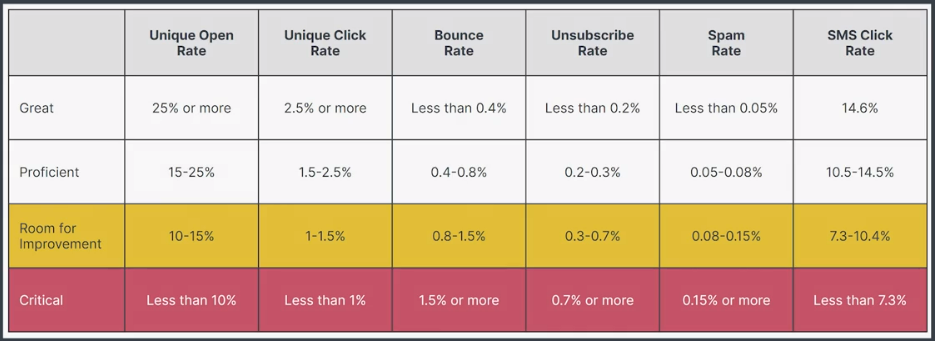 Unique Open Rate
Unique Click Rate
Bounce Rate
Unsubscribe Rate
Spam Rate
SMS Click Rate
Great
25% or more
2.5% or more
Less than 0.4%
Less than 0.2%
Less than 0.05%
14.6%
Proficient
15-25%
1.5-2.5%
0.4-0.8%
0.2-0.3%
0.05-0.08%
10.5-14.5%
Room for
Improvement
10-15%
1-1.5%
0.8-1.5%
0.3-0.7%
0.08-0.15%
7.3-10.4%
Critical
Less than 10%
Less than 1%
1.5% or more
0.7% or more
0.15% or more
Less than 7.3%